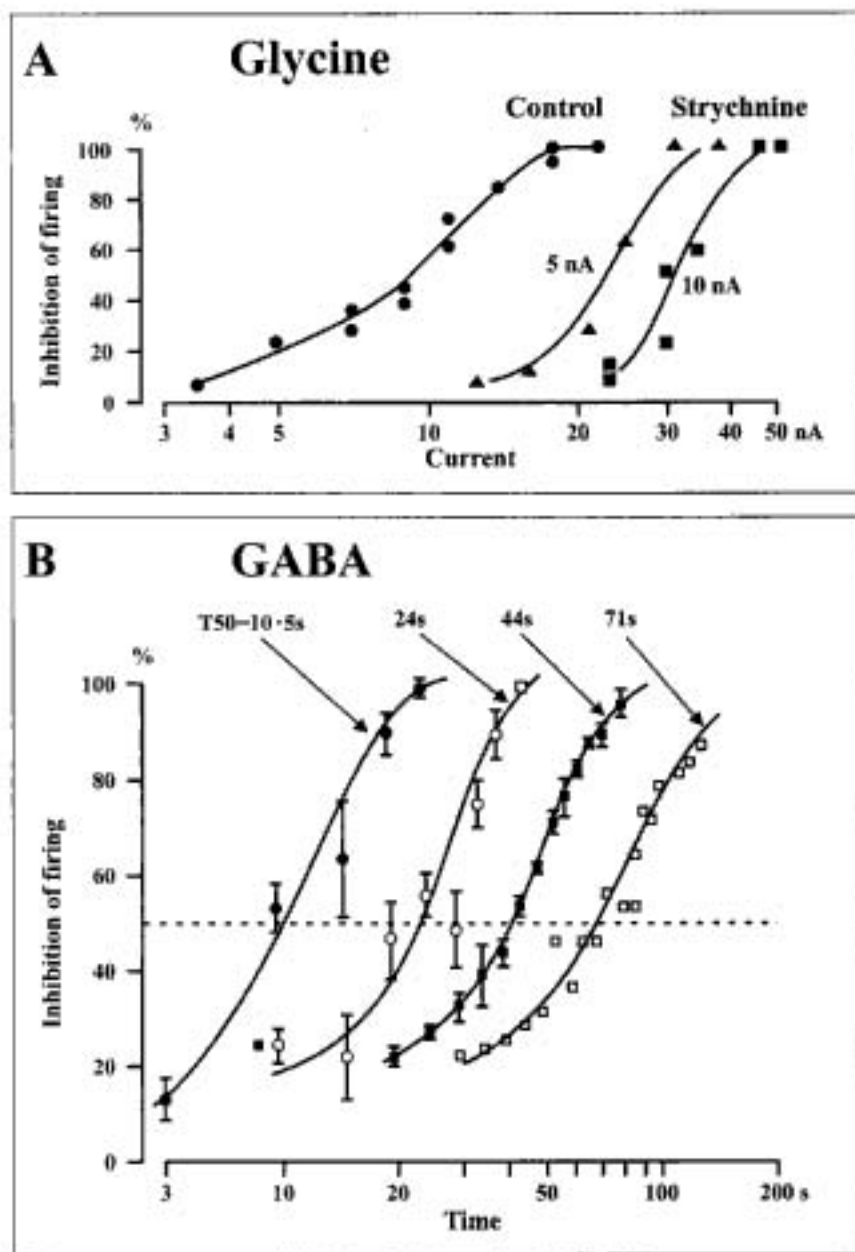 A Glycine
Control Strychnine
%
100
80
60
40
20
0
Inhibition of firing
5 nA
10 nA
3 4 5 10 20 30 40 50 nA
Current
B GABA
T50=10·5s 24s 44s 71s
%
100
80
60
40
20
0
Inhibition of firing
3 10 20 50 100 200 s
Time